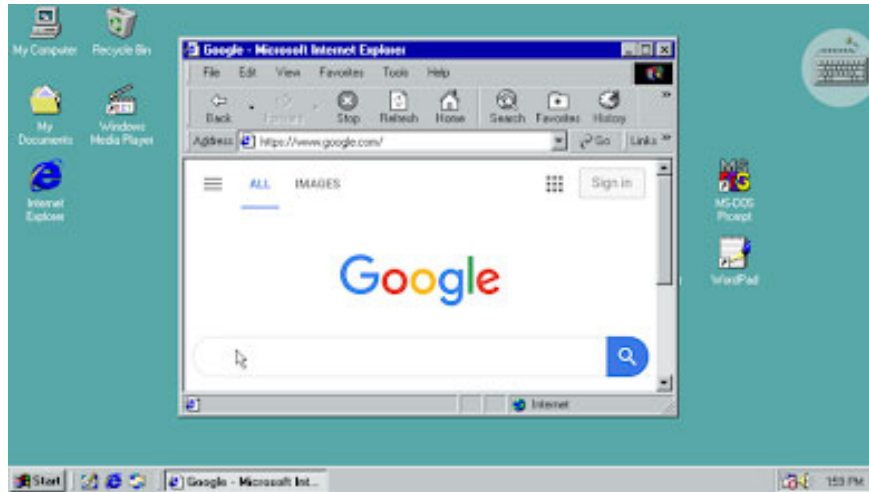 My Computer
Recycle Bin
My
Documents
Windows
Media Player
Internet
Explorer
Google - Microsoft Internet Explorer
File Edit View Favorites Tools Help
Back Forward Stop Refresh Home Search Favorites History »
Address https://www.google.com/ Go Links »
ALL IMAGES Sign in
Google
Internet
MS-DOS
Prompt
WordPad
Start Google - Microsoft Int... 1:53 PM